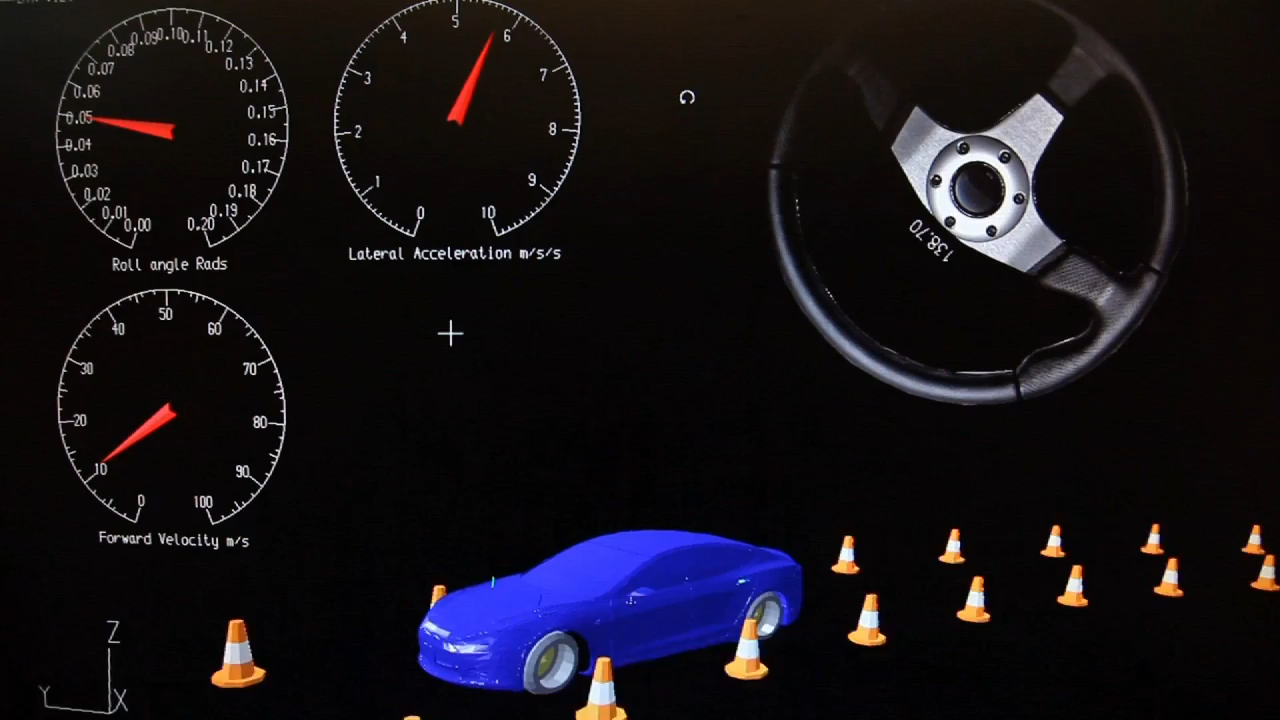 0.00 0.01 0.02 0.03 0.04 0.05 0.06 0.07 0.08 0.09 0.10 0.11 0.12 0.13 0.14 0.15 0.16 0.17 0.18 0.19 0.20
Roll angle Rads
0 1 2 3 4 5 6 7 8 9 10
Lateral Acceleration m/s/s
C
138.70
0 10 20 30 40 50 60 70 80 90 100
Forward Velocity m/s
Z
Y
X